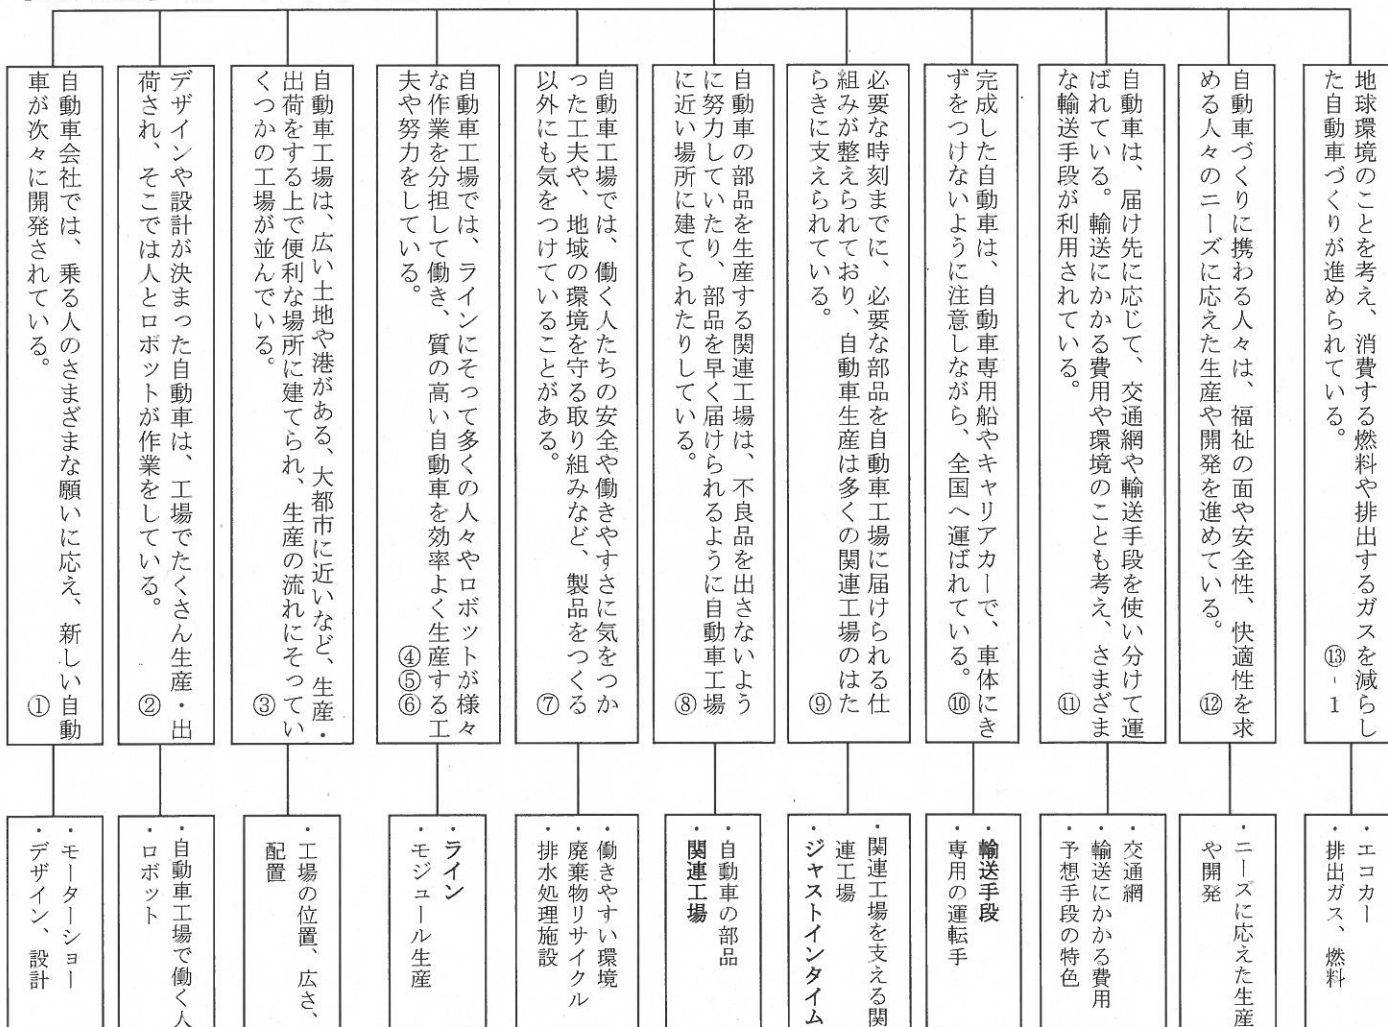 地球環境のことを考え、消費する燃料や排出するガスを減らし
た自動車づくりが進められている。 ⑬-1
自動車づくりに携わる人々は、福祉の面や安全性、快適性を求
める人々のニーズに応えた生産や開発を進めている。 ⑫
自動車は、届け先に応じて、交通網や輸送手段を使い分けて運
ばれている。輸送にかかる費用や環境のことも考え、さまざま
な輸送手段が利用されている。 ⑪
完成した自動車は、自動車専用船やキャリアカーで、車体にき
ずをつけないように注意しながら、全国へ運ばれている。 ⑩
必要な時刻までに、必要な部品を自動車工場に届けられる仕
組みが整えられており、自動車生産は多くの関連工場のはた
らきに支えられている。 ⑨
自動車の部品を生産する関連工場は、不良品を出さないよう
に努力していたり、部品を早く届けられるように自動車工場
に近い場所に建てられたりしている。 ⑧
自動車工場では、働く人たちの安全や働きやすさに気をつか
った工夫や、地域の環境を守る取り組みなど、製品をつくる
以外にも気をつけていることがある。 ⑦
自動車工場では、ラインにそって多くの人々やロボットが様々
な作業を分担して働き、質の高い自動車を効率よく生産する工
夫や努力をしている。 ④⑤⑥
自動車工場は、広い土地や港がある、大都市に近いなど、生産・
出荷をする上で便利な場所に建てられ、生産の流れにそってい
くつかの工場が並んでいる。 ③
デザインや設計が決まった自動車は、工場でたくさん生産・出
荷され、そこでは人とロボットが作業をしている。 ②
自動車会社では、乗る人のさまざまな願いに応え、新しい自動
車が次々に開発されている。 ①
・エコカー
・排出ガス、燃料
・ニーズに応えた生産
や開発
・交通網
・輸送にかかる費用
・予想手段の特色
・輸送手段
・専用の運転手
・関連工場を支える関
連工場
・ジャストインタイム
・自動車の部品
関連工場
・働きやすい環境
・廃棄物リサイクル
・排水処理施設
・ライン
・モジュール生産
・工場の位置、広さ、
配置
・自動車工場で働く人
・ロボット
・モーターショー
・デザイン、設計